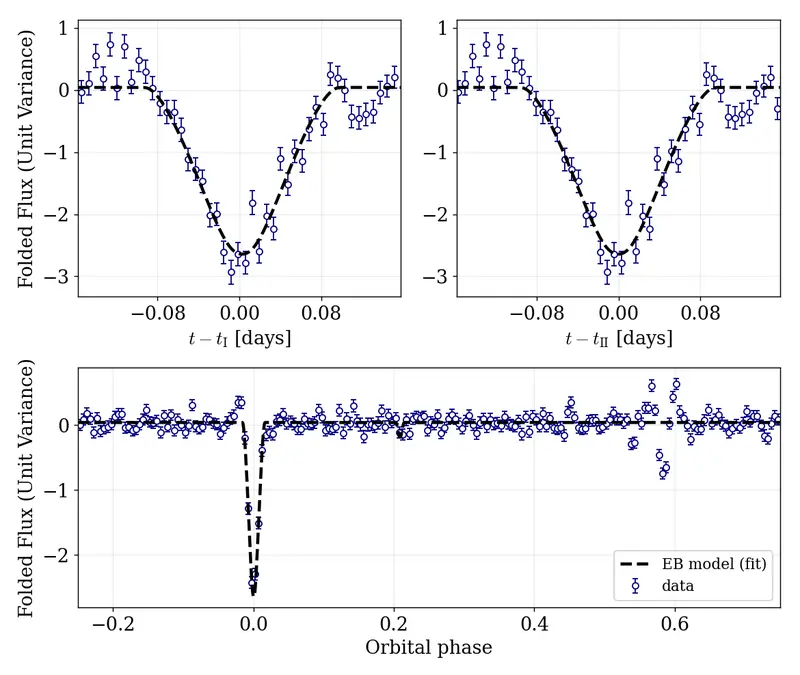 Folded Flux (Unit Variance)
1
0
−1
−2
−3
−0.08 0.00 0.08
t − tI [days]
1
0
−1
−2
−3
−0.08 0.00 0.08
t − tII [days]
Folded Flux (Unit Variance)
0
−1
−2
−0.2 0.0 0.2 0.4 0.6
Orbital phase
EB model (fit)
data